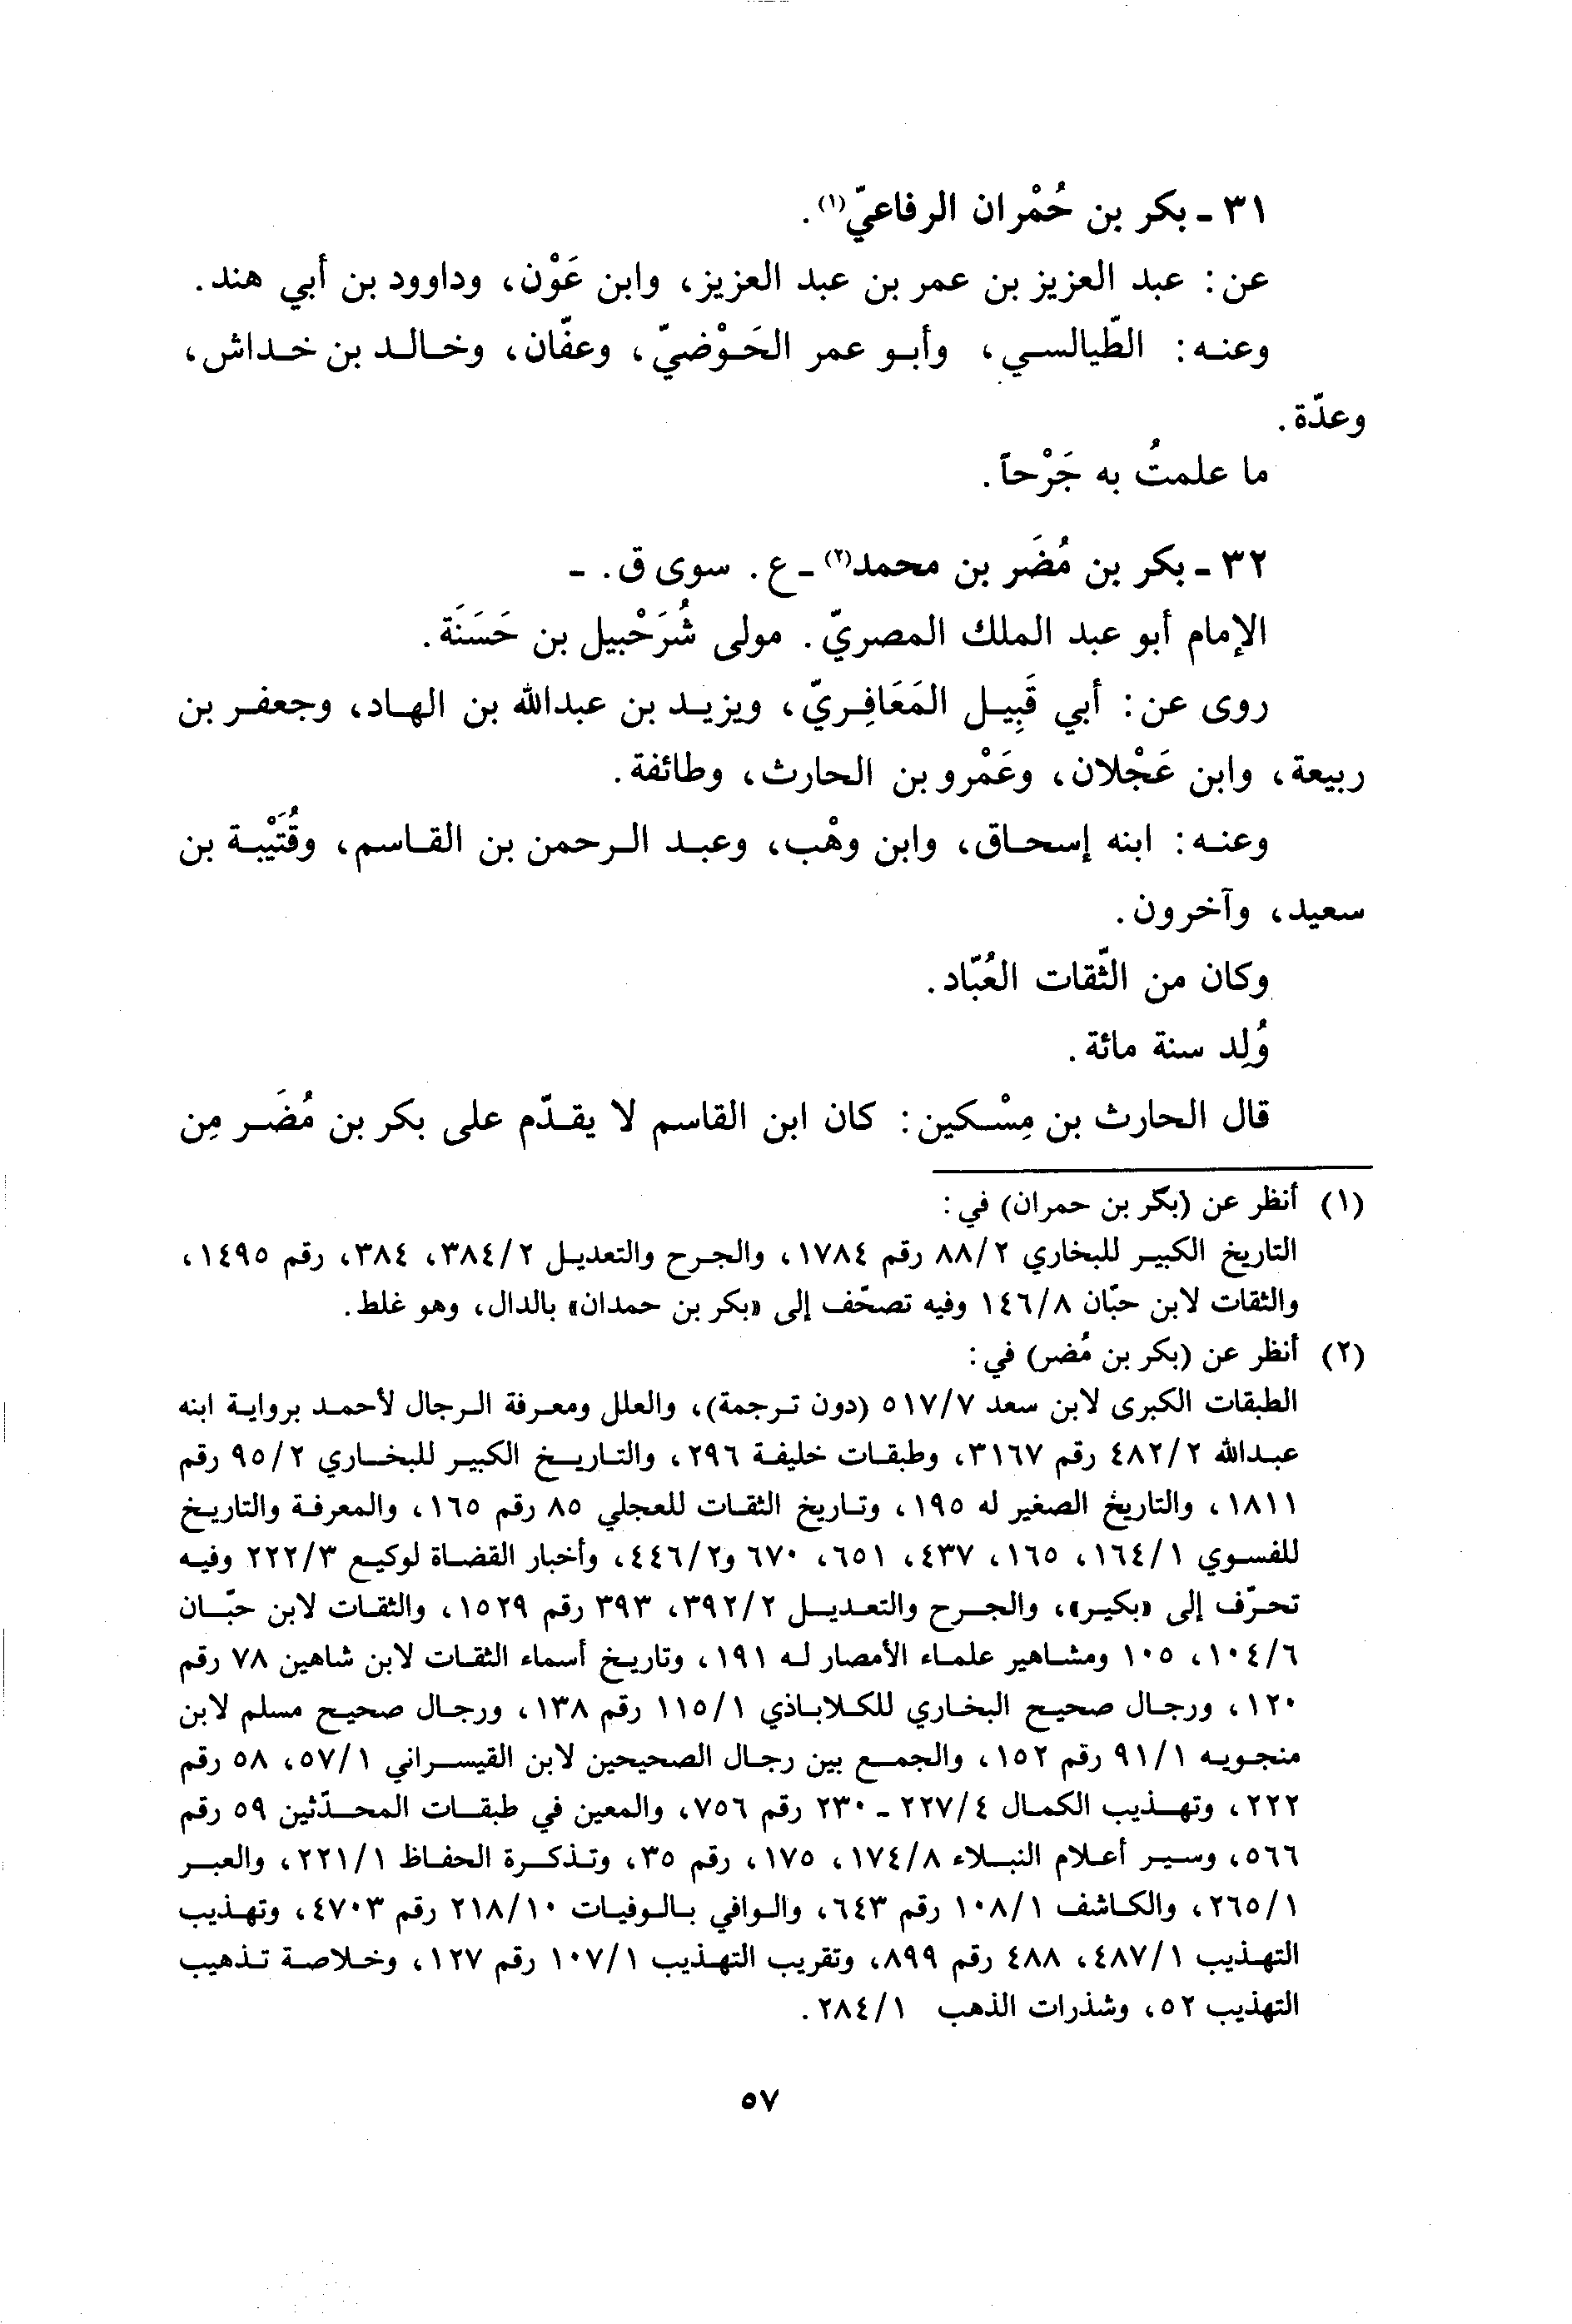 ٣١ - بكر بن حُمْران الرفاعيّ(١).
عن: عبد العزيز بن عمر بن عبد العزيز، وابن عَوْن، وداوود بن أبي هند.
وعنه: الطّيالسي، وأبو عمر الحَوْضيّ، وعفّان، وخالد بن خداش،
وعدّة.
ما علمتُ به جَرْحاً.
٣٢ - بكر بن مُضَر بن محمد(٢) - ع. سوى ق. -
الإمام أبو عبد الملك المصريّ. مولى شُرَحْبيل بن حَسَنَة.
روى عن: أبي قَبِيل المَعَافِريّ، ويزيد بن عبدالله بن الهاد، وجعفر بن
ربيعة، وابن عَجْلان، وعَمْرو بن الحارث، وطائفة.
وعنه: ابنه إسحاق، وابن وهْب، وعبد الرحمن بن القاسم، وقُتَيْبة بن
سعيد، وآخرون.
وكان من الثّقات العُبّاد.
وُلِد سنة مائة.
قال الحارث بن مِسْكين: كان ابن القاسم لا يقدّم على بكر بن مُضَر مِن
(١) أنظر عن (بكر بن حمران) في:
التاريخ الكبير للبخاري ٨٨/٢ رقم ١٧٨٤، والجرح والتعديل ٣٨٤/٢، ٣٨٤، رقم ١٤٩٥،
والثقات لابن حبّان ١٤٦/٨ وفيه تصحّف إلى «بكر بن حمدان» بالدال، وهو غلط.
(٢) أنظر عن (بكر بن مُضر) في:
الطبقات الكبرى لابن سعد ٥١٧/٧ (دون ترجمة)، والعلل ومعرفة الرجال لأحمد برواية ابنه
عبدالله ٤٨٢/٢ رقم ٣١٦٧، وطبقات خليفة ٢٩٦، والتاريخ الكبير للبخاري ٩٥/٢ رقم
١٨١١، والتاريخ الصغير له ١٩٥، وتاريخ الثقات للعجلي ٨٥ رقم ١٦٥، والمعرفة والتاريخ
للفسوي ١٦٤/١، ١٦٥، ٤٣٧، ٦٥١، ٦٧٠ و٤٤٦/٢، وأخبار القضاة لوكيع ٢٢٢/٣ وفيه
تحرّف إلى «بكير»، والجرح والتعديل ٣٩٢/٢، ٣٩٣ رقم ١٥٢٩، والثقات لابن حبّان
١٠٤/٦، ١٠٥ ومشاهير علماء الأمصار له ١٩١، وتاريخ أسماء الثقات لابن شاهين ٧٨ رقم
١٢٠، ورجال صحيح البخاري للكلاباذي ١١٥/١ رقم ١٣٨، ورجال صحيح مسلم لابن
منجويه ٩١/١ رقم ١٥٢، والجمع بين رجال الصحيحين لابن القيسراني ٥٧/١، ٥٨ رقم
٢٢٢، وتهذيب الكمال ٢٢٧/٤ - ٢٣٠ رقم ٧٥٦، والمعين في طبقات المحدّثين ٥٩ رقم
٥٦٦، وسير أعلام النبلاء ١٧٤/٨، ١٧٥، رقم ٣٥، وتذكرة الحفاظ ٢٢١/١، والعبر
٢٦٥/١، والكاشف ١٠٨/١ رقم ٦٤٣، والوافي بالوفيات ٢١٨/١٠ رقم ٤٧٠٣، وتهذيب
التهذيب ٤٨٧/١، ٤٨٨ رقم ٨٩٩، وتقريب التهذيب ١٠٧/١ رقم ١٢٧، وخلاصة تذهيب
التهذيب ٥٢، وشذرات الذهب ٢٨٤/١.
٥٧